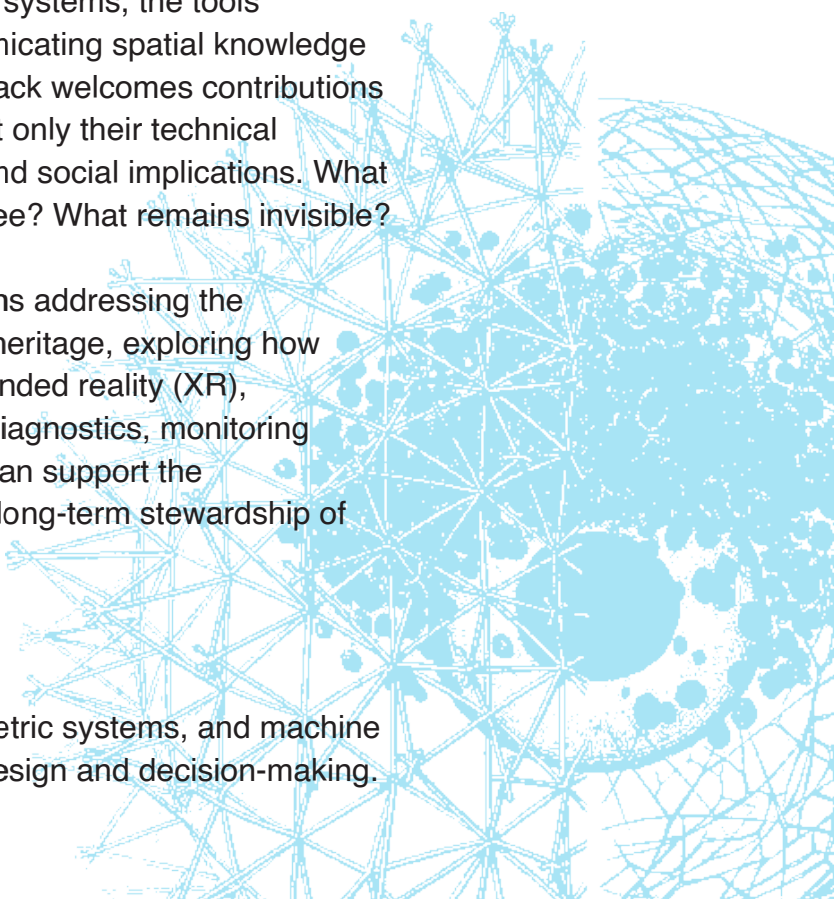 systems, the tools
nicating spatial knowledge
ack welcomes contributions
t only their technical
nd social implications. What
ee? What remains invisible?
ns addressing the
heritage, exploring how
nded reality (XR),
iagnostics, monitoring
an support the
long-term stewardship of
etric systems, and machine
esign and decision-making.